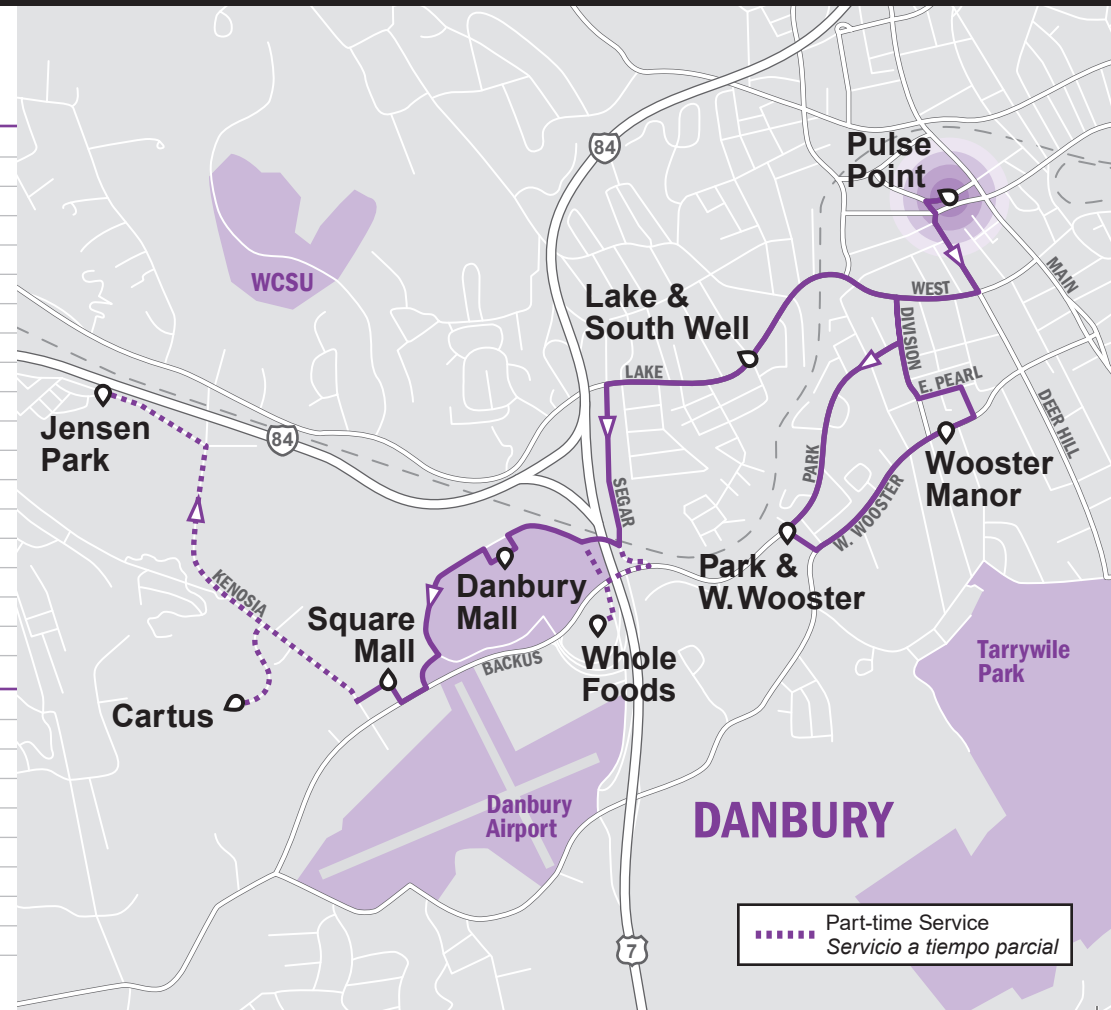 84
Pulse
Point
WCSU
MAIN
Lake &
South Well
WEST
DIVISION
LAKE
E. PEARL
DEER HILL
Jensen
Park
84
PARK
Wooster
Manor
SEGAR
W. WOOSTER
Park &
W. Wooster
Danbury
Mall
KENOSIA
Square
Mall
BACKUS
Whole
Foods
Tarrywile
Park
Cartus
Danbury
Airport
DANBURY
Part-time Service
Servicio a tiempo parcial
7